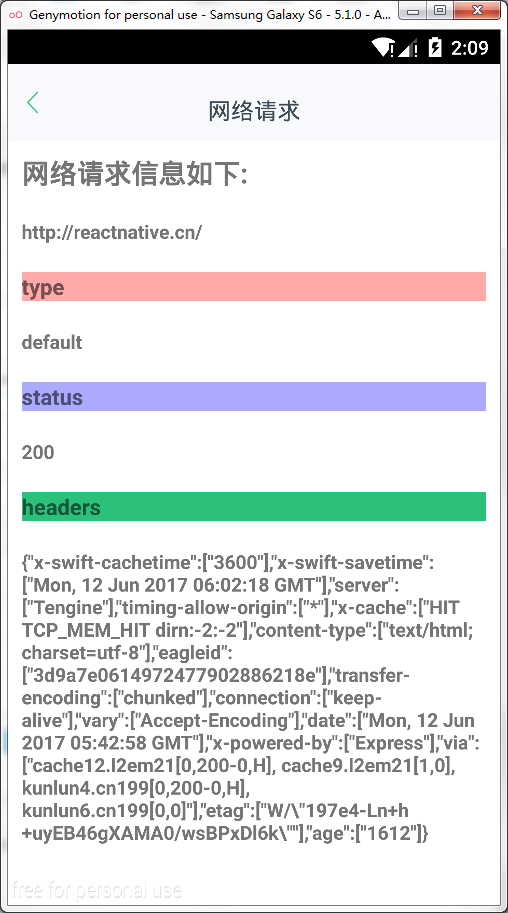 Genymotion for personal use - Samsung Galaxy S6 - 5.1.0 - A...
2:09
网络请求
网络请求信息如下:
http://reactnative.cn/
type
default
status
200
headers
{"x-swift-cachetime":["3600"],"x-swift-savetime":
["Mon, 12 Jun 2017 06:02:18 GMT"],"server":
["Tengine"],"timing-allow-origin":["*"],"x-cache":["HIT
TCP_MEM_HIT dirn:-2:-2"],"content-type":["text/html;
charset=utf-8"],"eagleid":
["3d9a7e0614972477902886218e"],"transfer-
encoding":["chunked"],"connection":["keep-
alive"],"vary":["Accept-Encoding"],"date":["Mon, 12 Jun
2017 05:42:58 GMT"],"x-powered-by":["Express"],"via":
["cache12.l2em21[0,200-0,H], cache9.l2em21[1,0],
kunlun4.cn199[0,200-0,H],
kunlun6.cn199[0,0]"],"etag":["W/\"197e4-Ln+h
+uyEB46gXAMA0/wsBPxDl6k\""],"age":["1612"]}
free for personal use